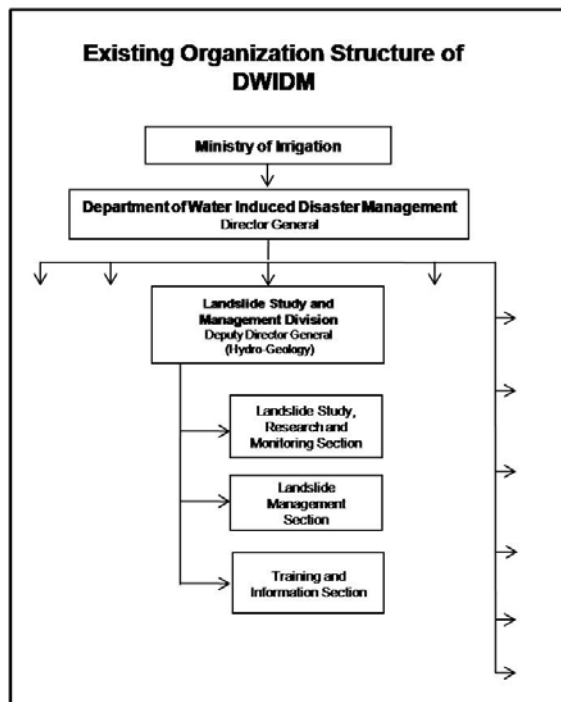 Existing Organization Structure of
DWIDM
Ministry of Irrigation
Department of Water Induced Disaster Management
Director General
Landslide Study and
Management Division
Deputy Director General
(Hydro-Geology)
Landslide Study,
Research and
Monitoring Section
Landslide
Management
Section
Training and
Information Section